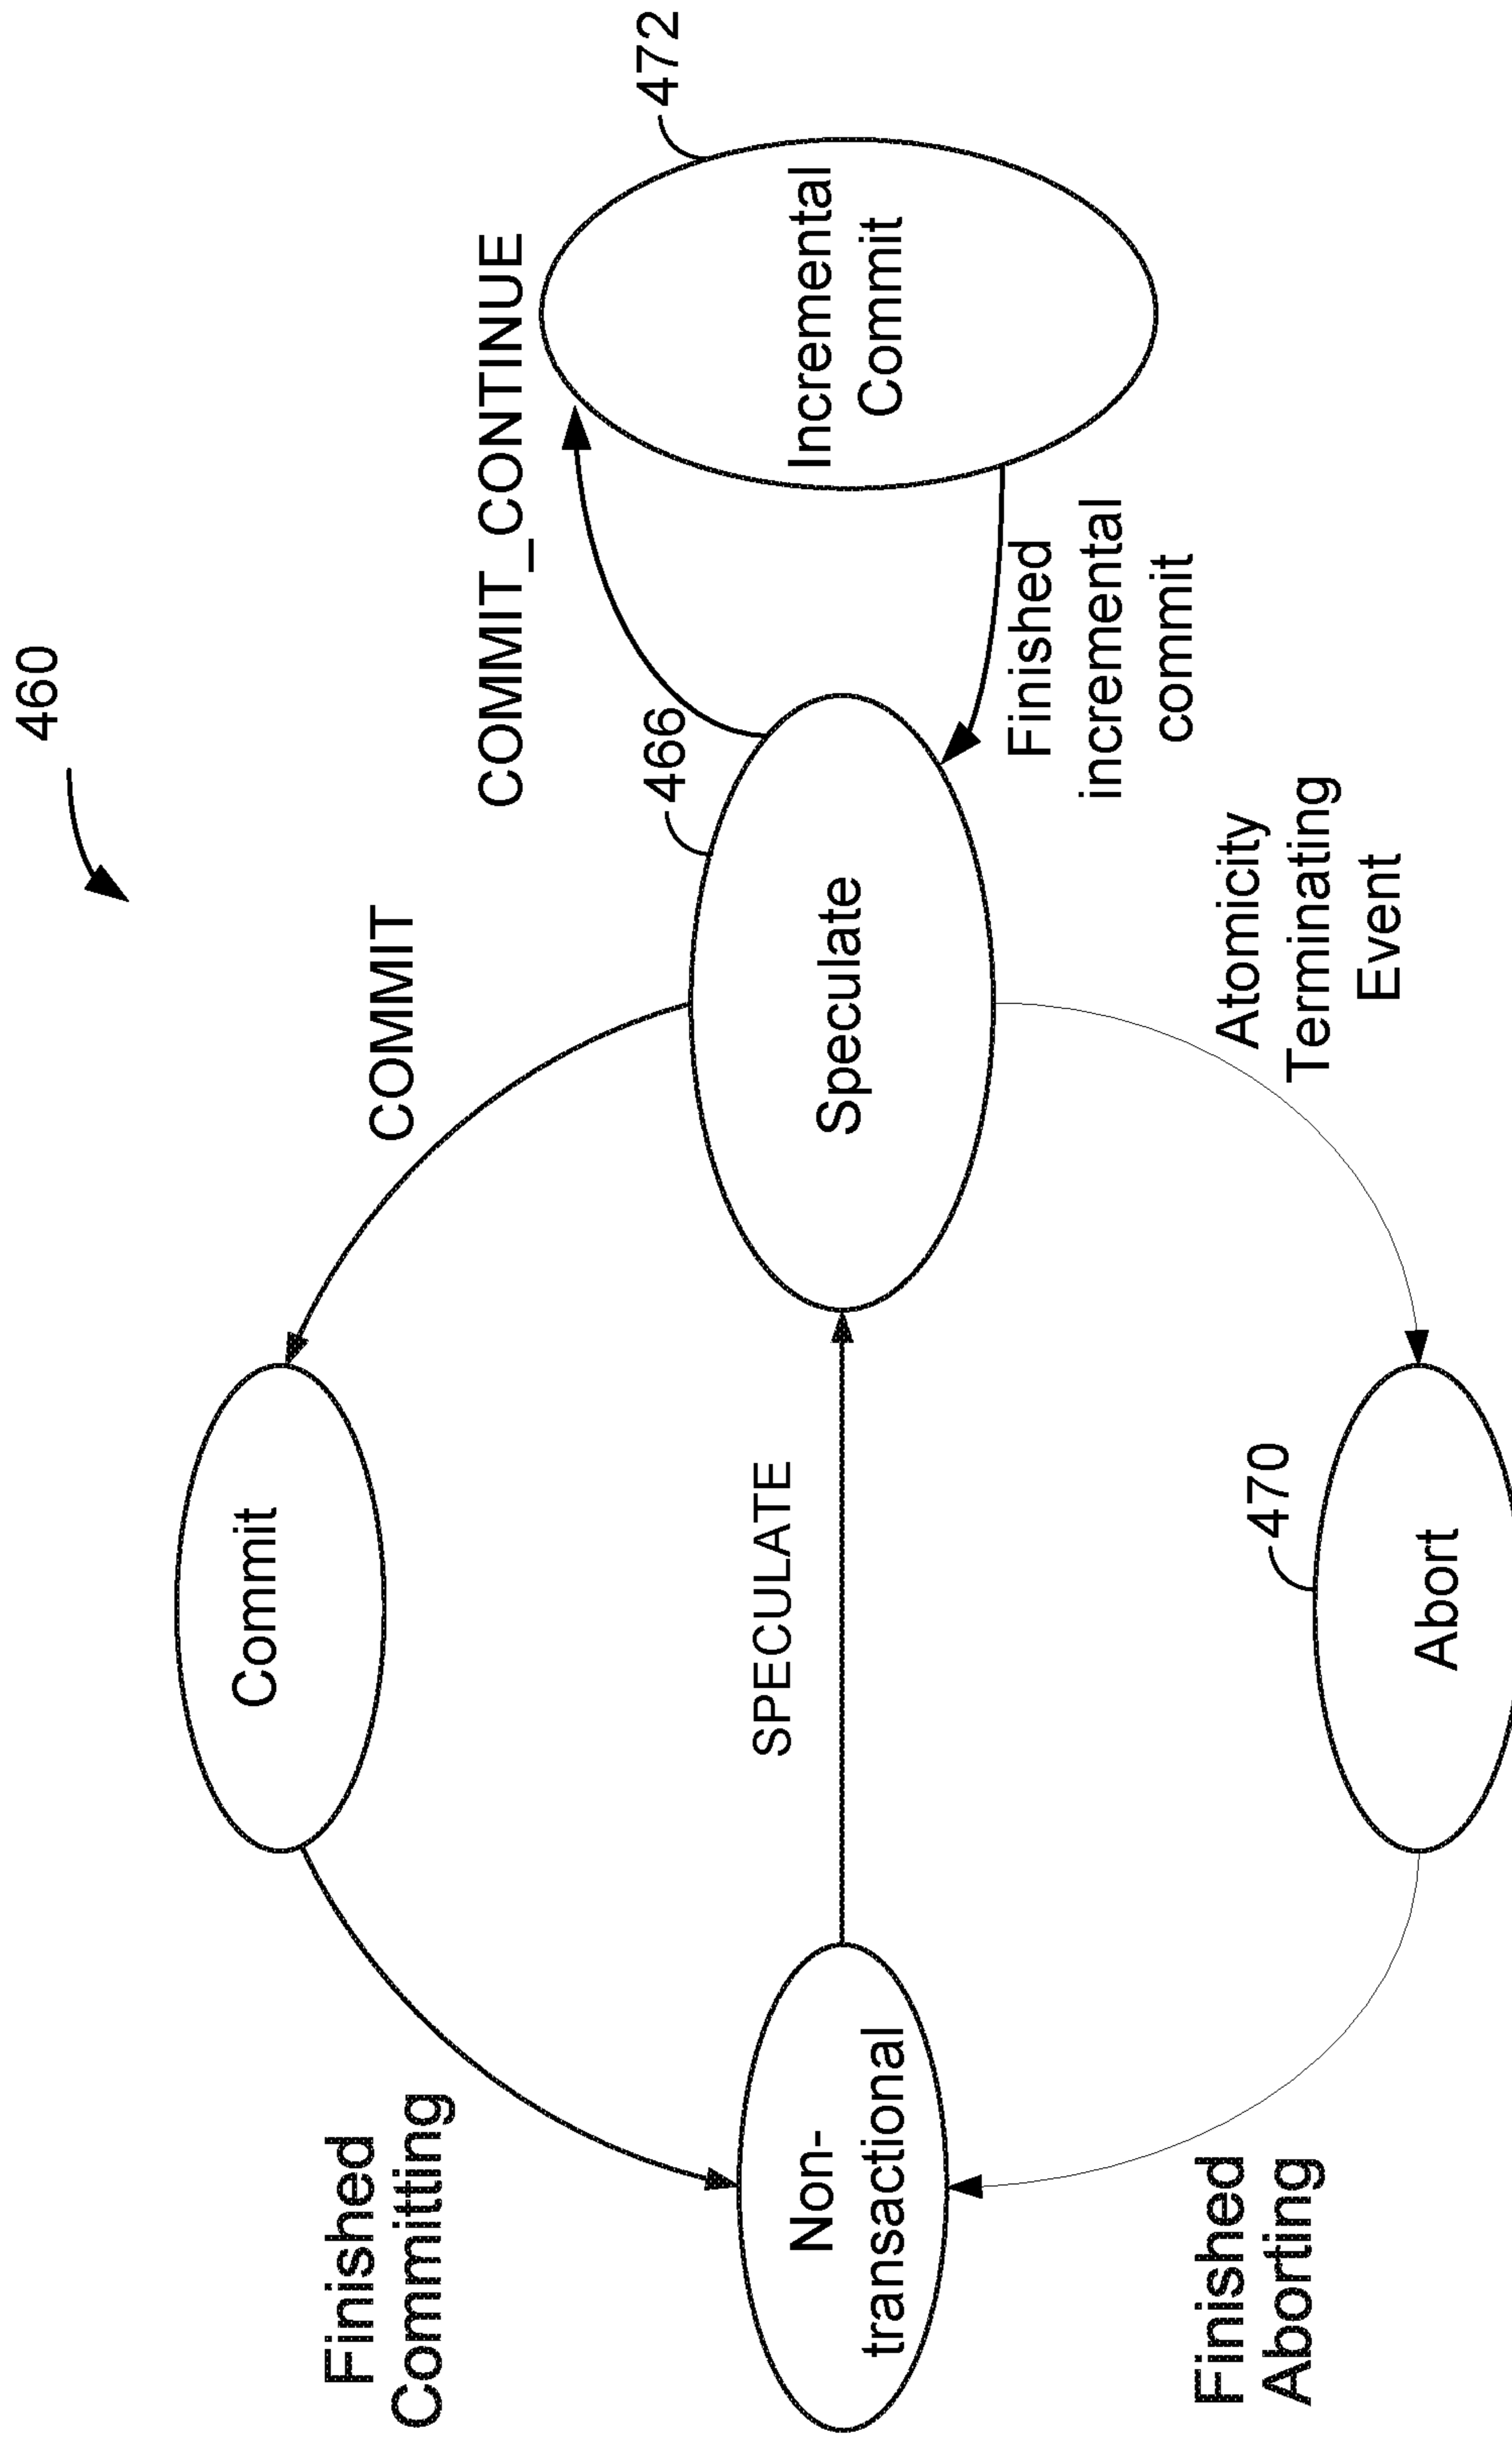 460
COMMIT
COMMIT_CONTINUE
472
Finished
Committing
Commit
466
Incremental
Commit
Non-
transactional
SPECULATE
Speculate
Finished
incremental
commit
Finished
Aborting
470
Abort
Atomicity
Terminating
Event